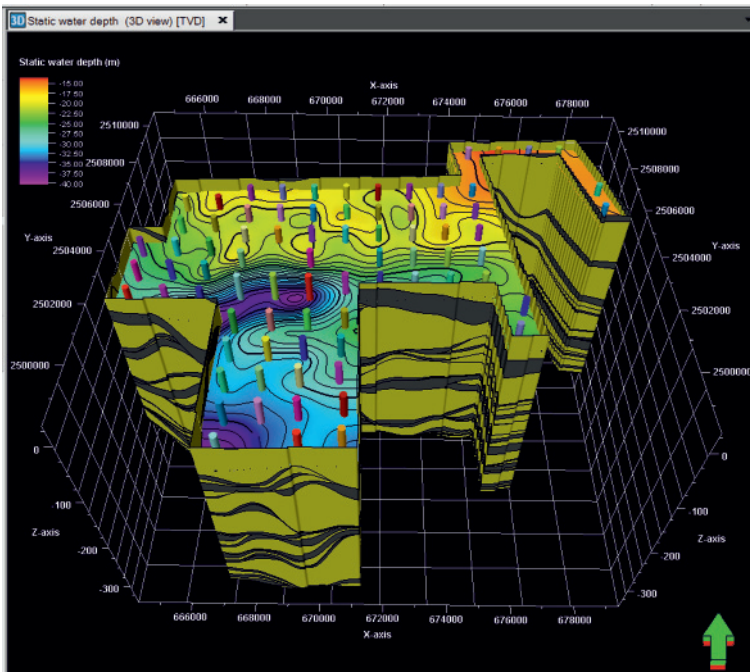 3D Static water depth (3D view) [TVD] X
Static water depth (m)
-15.00
-17.50
-20.00
-22.50
-25.00
-27.50
-30.00
-32.50
-35.00
-37.50
-40.00
X-axis
666000 668000 670000 672000 674000 676000 678000
2510000 2510000
2508000 2508000
2506000 2506000
Y-axis Y-axis
2504000 2504000
2502000 2502000
2500000 2500000
0 0
-100 -100
Z-axis Z-axis
-200 -200
-300 -300
666000 668000 670000 672000 674000 676000 678000
X-axis